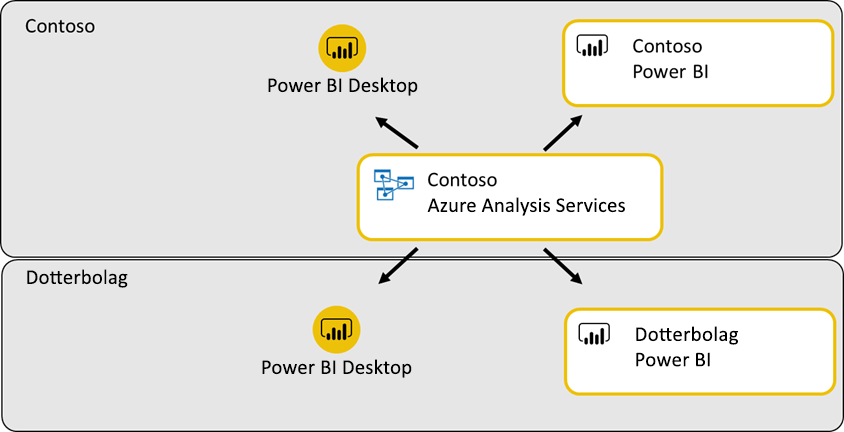 Contoso
Power BI Desktop
Contoso
Power BI
Contoso
Azure Analysis Services
Dotterbolag
Power BI Desktop
Dotterbolag
Power BI